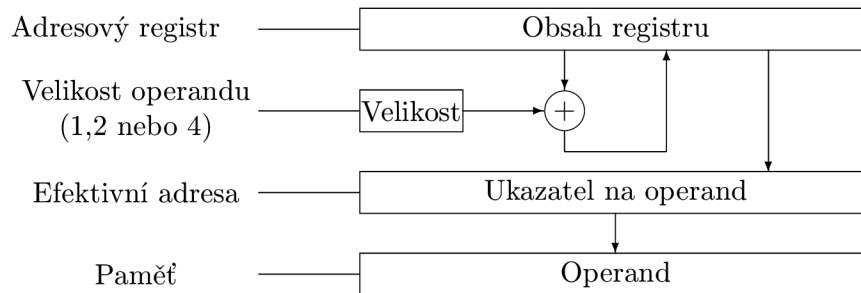 Adresový registr
Obsah registru
Velikost operandu
(1,2 nebo 4)
Velikost
+
Efektivní adresa
Ukazatel na operand
Paměť
Operand